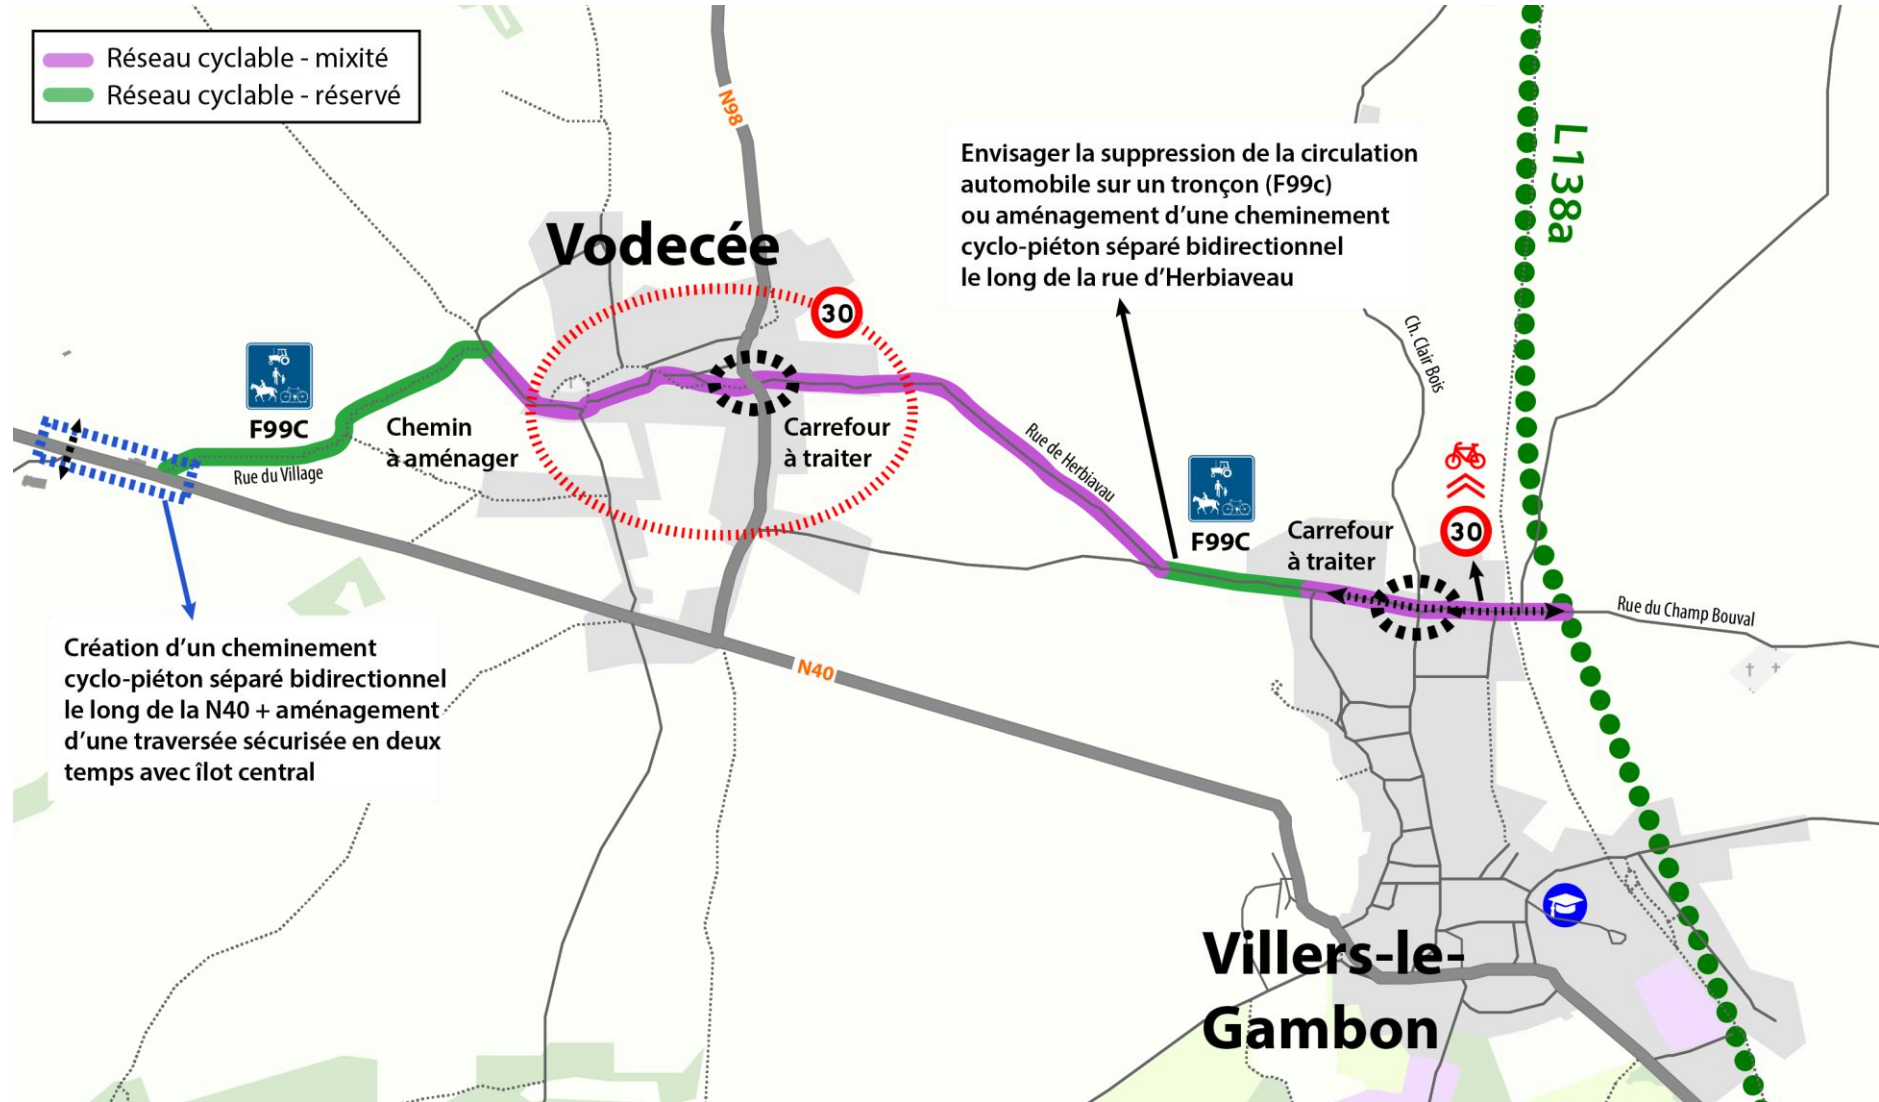 Réseau cyclable - mixité
Réseau cyclable - réservé
N98
L138a
Envisager la suppression de la circulation
automobile sur un tronçon (F99c)
ou aménagement d'une cheminement
cyclo-piéton séparé bidirectionnel
le long de la rue d'Herbiaveau
Vodecée
30
Ch. Clair Bois
F99C
Chemin
à aménager
Carrefour
à traiter
Rue du Village
Rue de Herbiavau
F99C
Carrefour
à traiter
30
Rue du Champ Bouval
Création d'un cheminement
cyclo-piéton séparé bidirectionnel
le long de la N40 + aménagement
d'une traversée sécurisée en deux
temps avec îlot central
N40
Villers-le-
Gambon